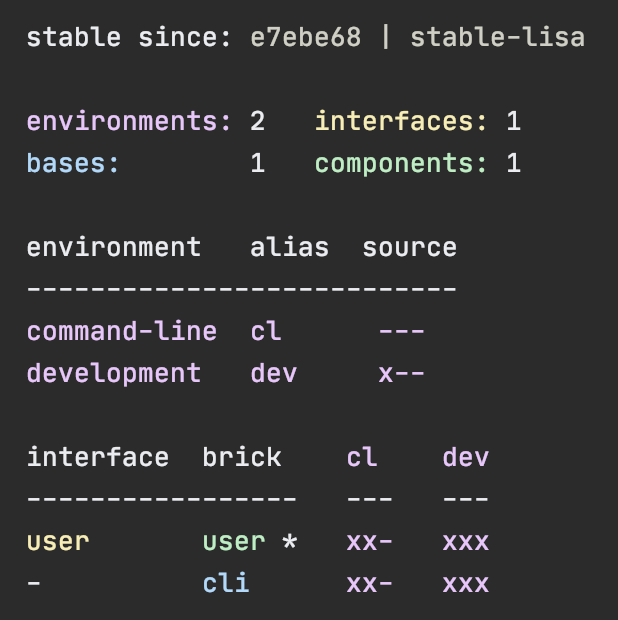 stable since: e7ebe68 | stable-lisa
environments: 2   interfaces: 1
bases:        1   components: 1
environment   alias  source
---------------------------
command-line  cl      ---
development   dev     x--
interface  brick    cl    dev
-----------------   ---   ---
user       user *   xx-   xxx
-          cli      xx-   xxx